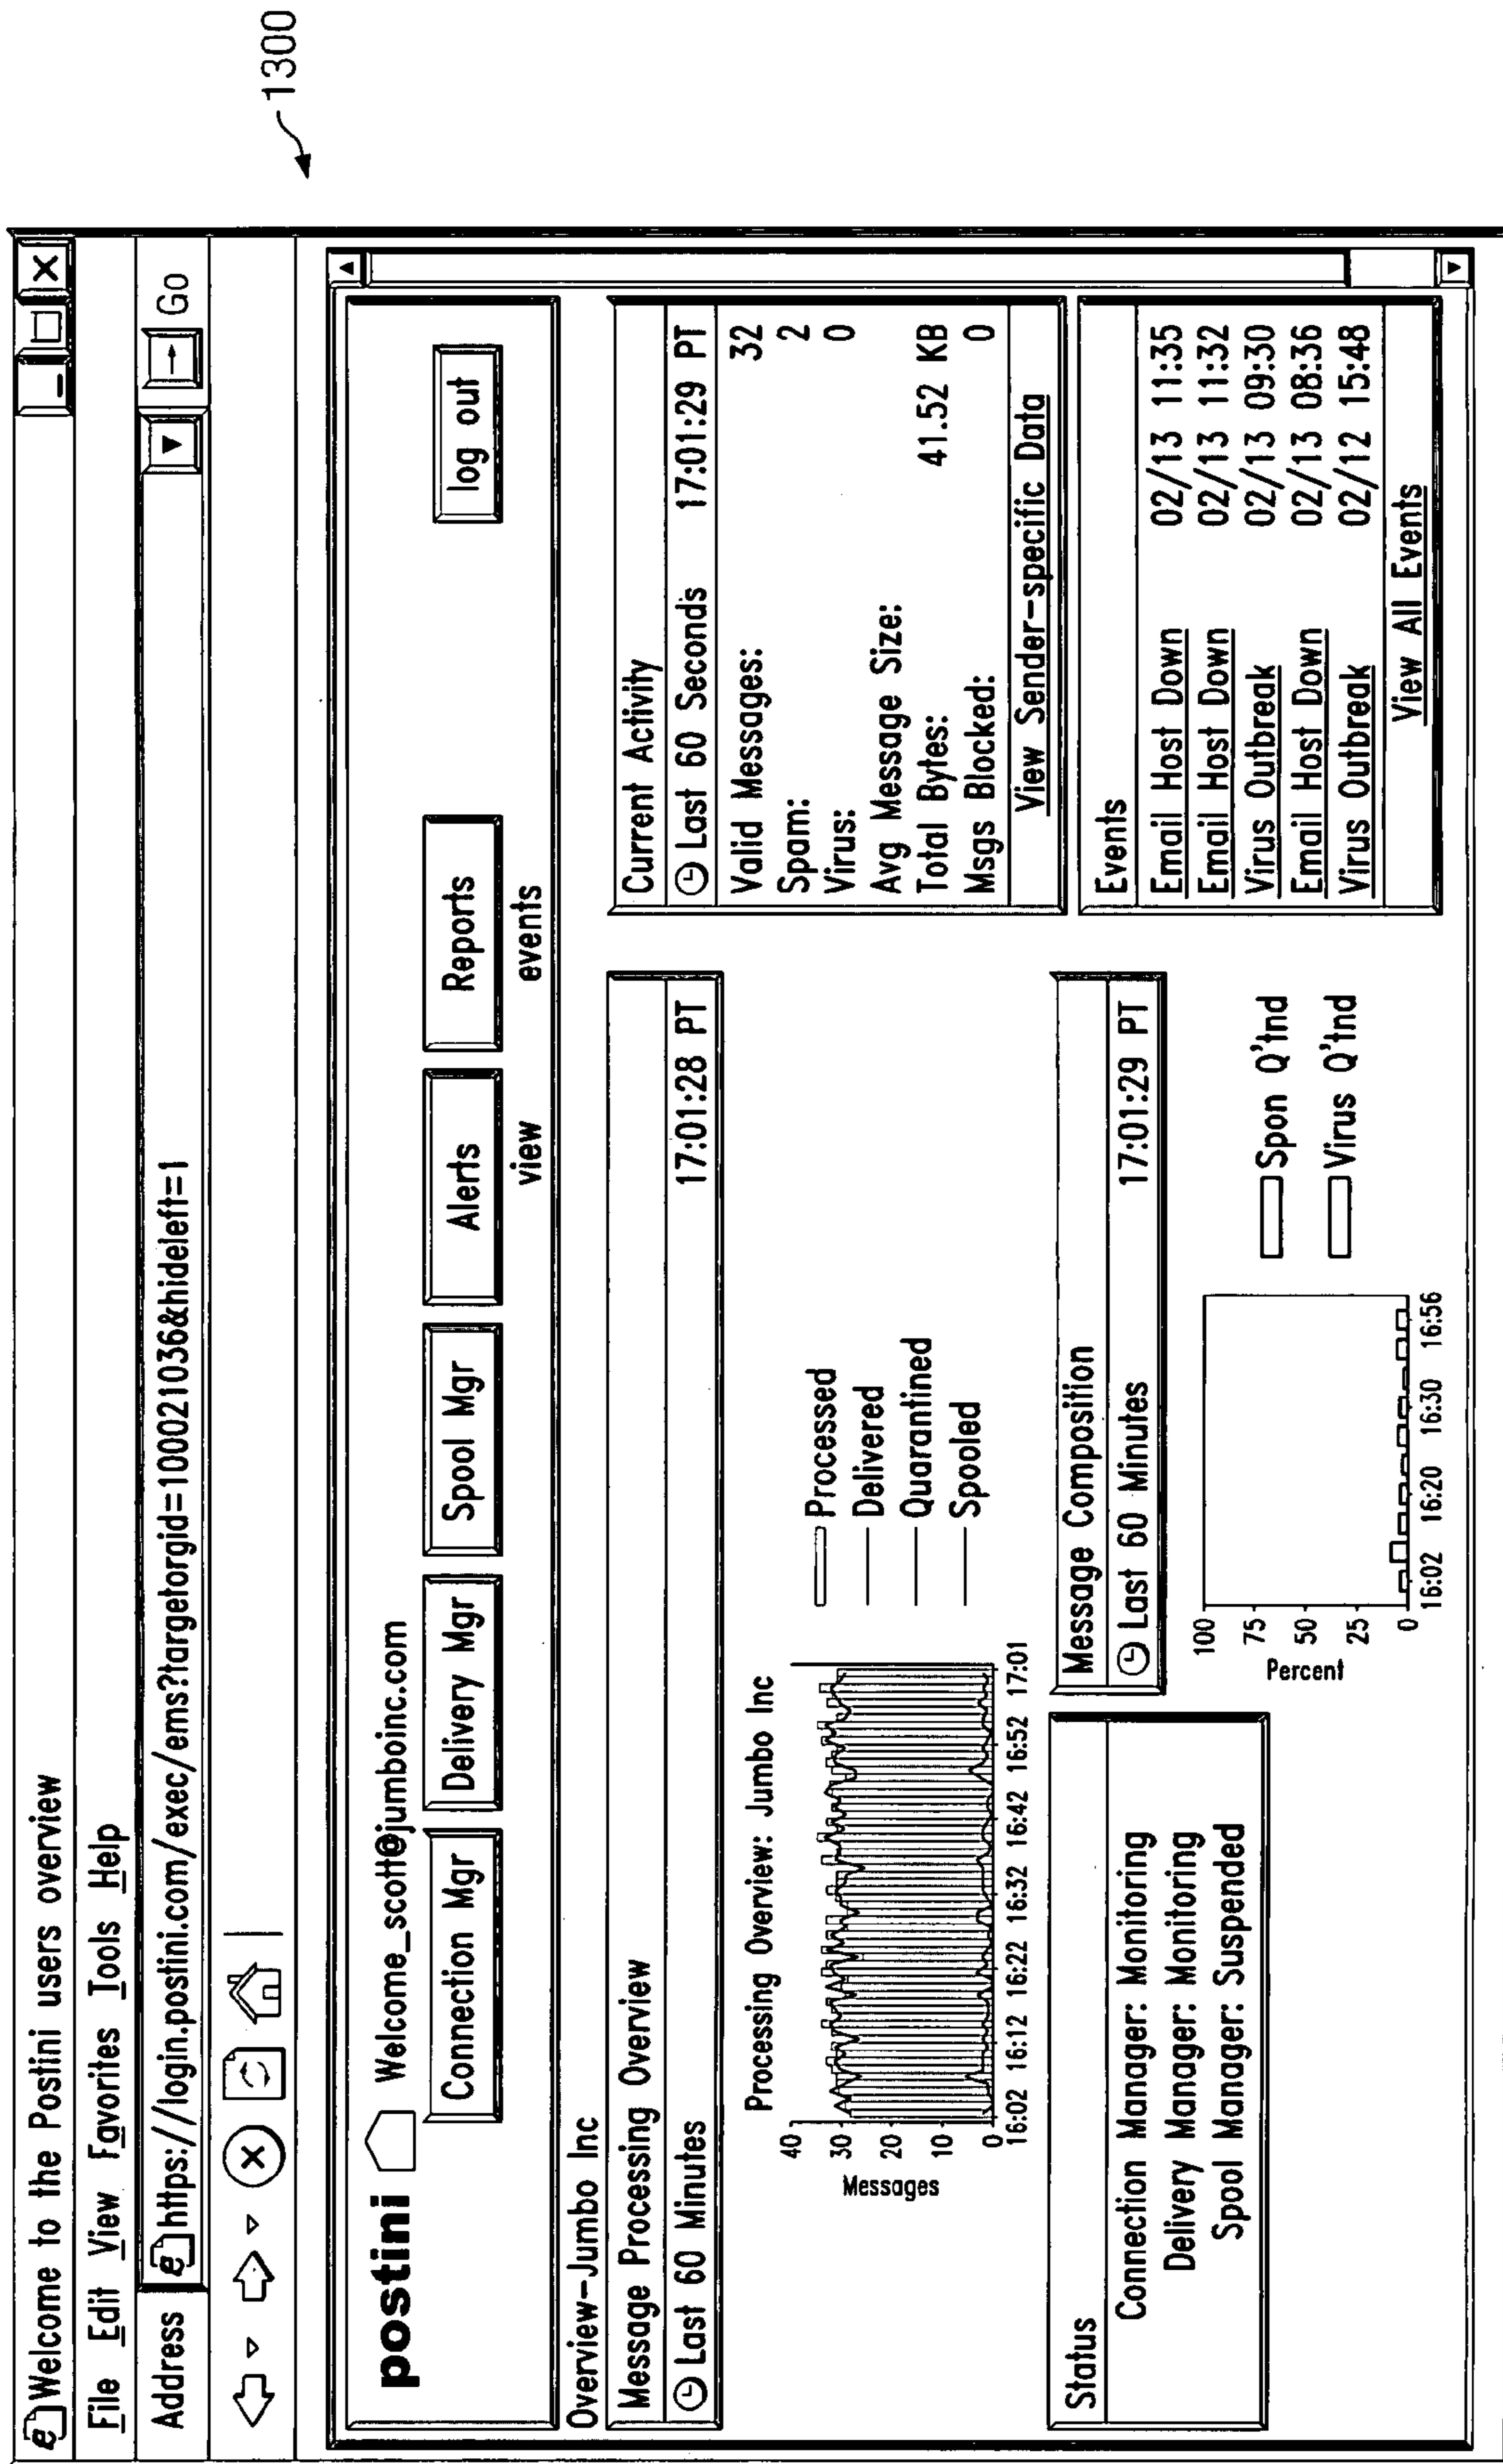 Welcome to the Postini users overview
File Edit View Favorites Tools Help
Address https://login.postini.com/exec/ems?targetorgid=100021036&hideleft=1 Go
1300
postini Welcome_scott@jumboinc.com
log out
Connection Mgr Delivery Mgr Spool Mgr Alerts Reports
view events
Overview-Jumbo Inc
Message Processing Overview
Last 60 Minutes 17:01:28 PT
Processing Overview: Jumbo Inc
Messages
40
30
20
10
0
16:02 16:12 16:22 16:32 16:42 16:52 17:01
Processed
Delivered
Quarantined
Spooled
Current Activity
Last 60 Seconds 17:01:29 PT
Valid Messages: 32
Spam: 2
Virus: 0
Avg Message Size:
Total Bytes: 41.52 KB
Msgs Blocked: 0
View Sender-specific Data
Status
Connection Manager: Monitoring
Delivery Manager: Monitoring
Spool Manager: Suspended
Message Composition
Last 60 Minutes 17:01:29 PT
Percent
100
75
50
25
0
16:02 16:20 16:30 16:56
Spon Q'tnd
Virus Q'tnd
Events
Email Host Down 02/13 11:35
Email Host Down 02/13 11:32
Virus Outbreak 02/13 09:30
Email Host Down 02/13 08:36
Virus Outbreak 02/12 15:48
View All Events